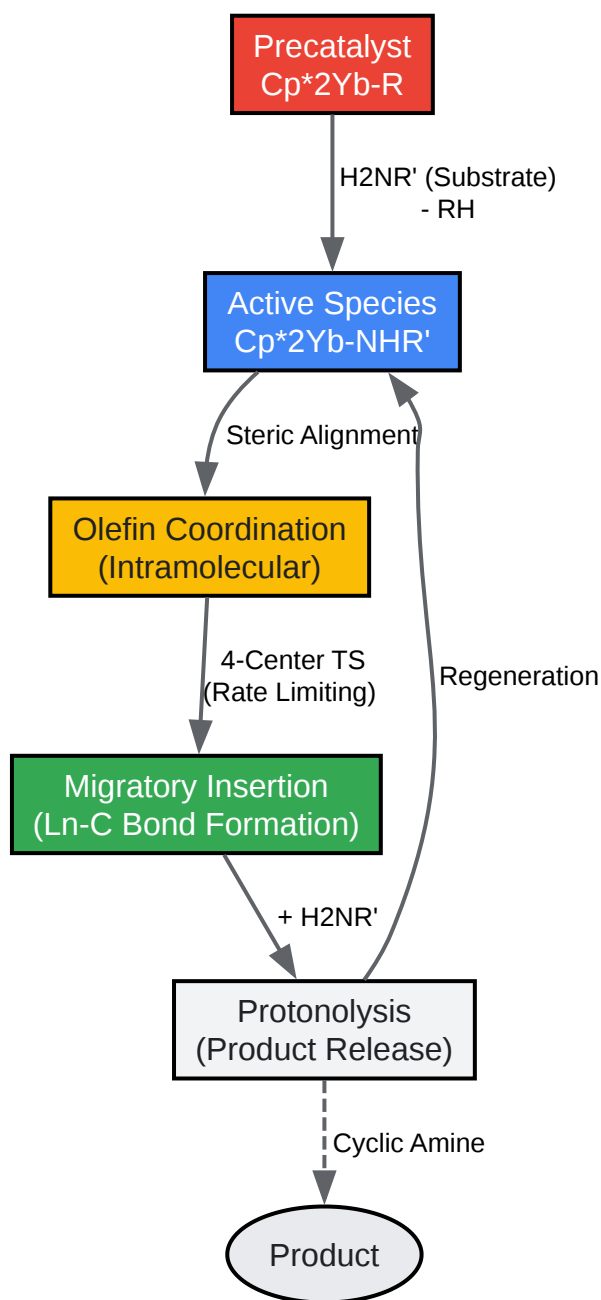 Precatalyst
Cp*2Yb-R
H2NR' (Substrate)
- RH
Active Species
Cp*2Yb-NHR'
Steric Alignment
Olefin Coordination
(Intramolecular)
4-Center TS
(Rate Limiting)
Regeneration
Migratory Insertion
(Ln-C Bond Formation)
+ H2NR'
Protonolysis
(Product Release)
Cyclic Amine
Product